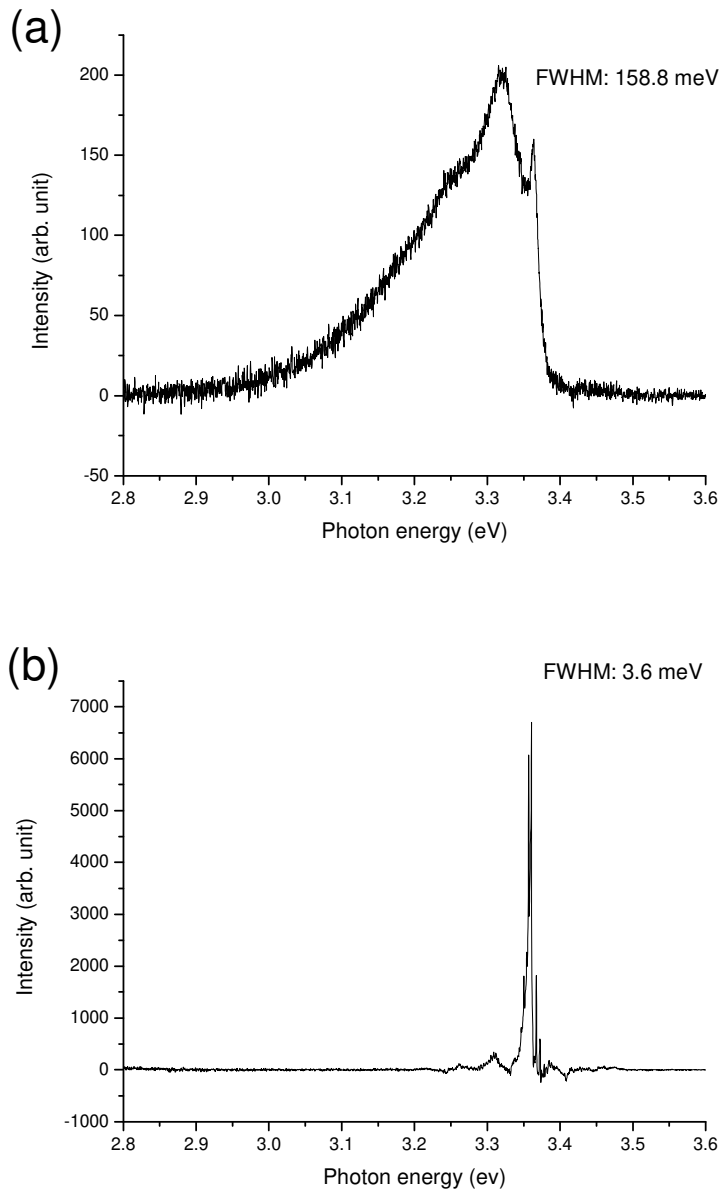 (a)
FWHM: 158.8 meV
200
150
100
50
0
-50
Intensity (arb. unit)
2.8 2.9 3.0 3.1 3.2 3.3 3.4 3.5 3.6
Photon energy (eV)
(b)
FWHM: 3.6 meV
7000
6000
5000
4000
3000
2000
1000
0
-1000
Intensity (arb. unit)
2.8 2.9 3.0 3.1 3.2 3.3 3.4 3.5 3.6
Photon energy (ev)